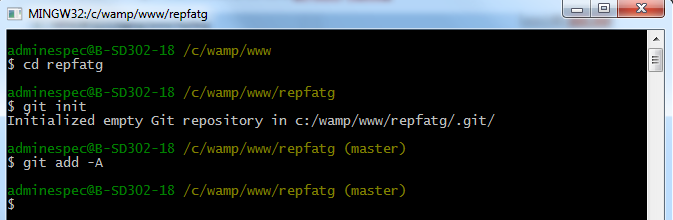 MINGW32:/c/wamp/www/repfatg
adminespec@B-SD302-18 /c/wamp/www
$ cd repfatg
adminespec@B-SD302-18 /c/wamp/www/repfatg
$ git init
Initialized empty Git repository in c:/wamp/www/repfatg/.git/
adminespec@B-SD302-18 /c/wamp/www/repfatg (master)
$ git add -A
adminespec@B-SD302-18 /c/wamp/www/repfatg (master)
$